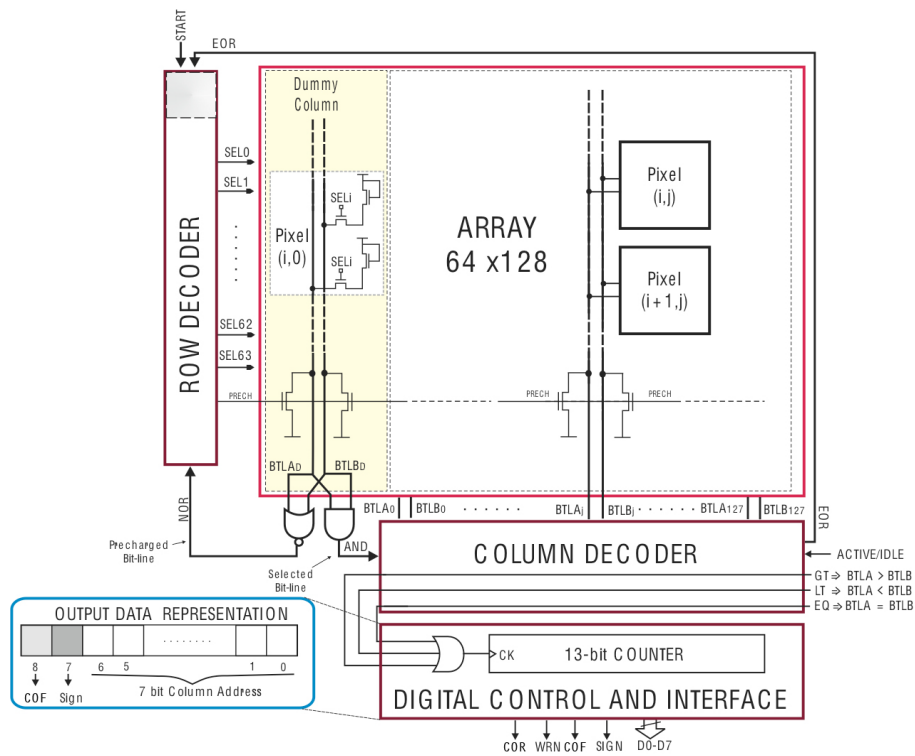 START
EOR
Dummy
Column
ROW DECODER
SEL0
SEL1
SEL62
SEL63
SELi
Pixel
(i,0)
SELi
ARRAY
64 x128
Pixel
(i,j)
Pixel
(i+1,j)
PRECH
PRECH
PRECH
BTLAD
BTLBD
NOR
AND
Precharged
Bit-line
Selected
Bit-line
BTLA0
BTLB0
BTLAj
BTLBj
BTLA127
BTLB127
EOR
COLUMN DECODER
ACTIVE/IDLE
GT ⇒ BTLA > BTLB
LT ⇒ BTLA < BTLB
EQ ⇒ BTLA = BTLB
CK
13-bit COUNTER
DIGITAL CONTROL AND INTERFACE
COR WRN COF SIGN D0-D7
OUTPUT DATA REPRESENTATION
8 7 6 5 1 0
COF Sign 7 bit Column Address